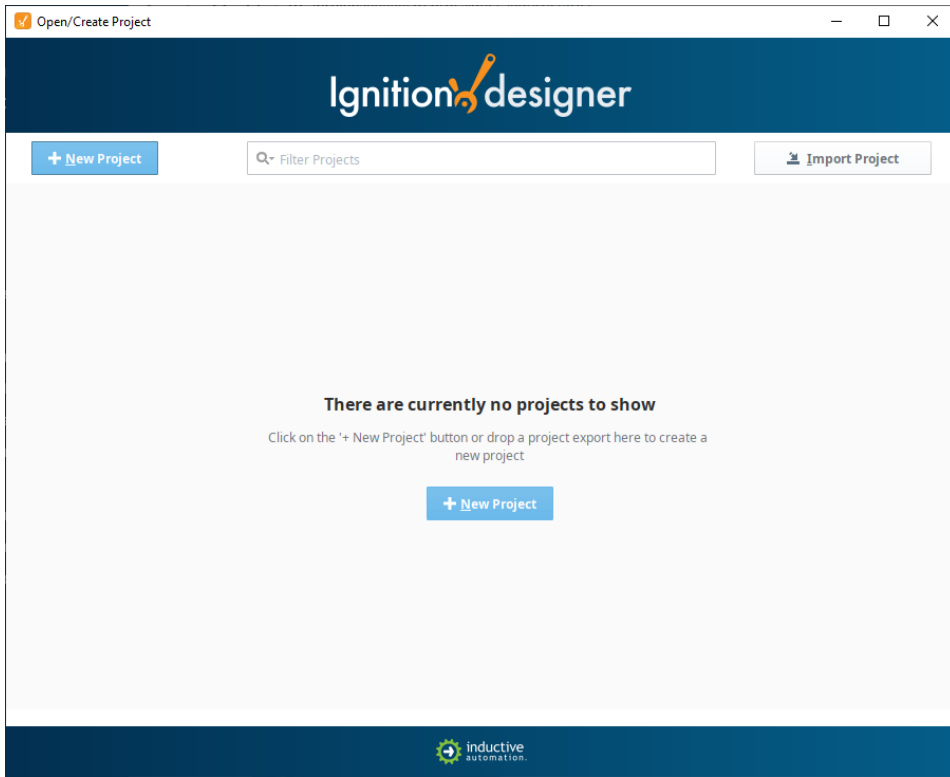 Open/Create Project
Ignition designer
New Project
Filter Projects
Import Project
There are currently no projects to show
Click on the '+ New Project' button or drop a project export here to create a
new project
New Project
inductive
automation.